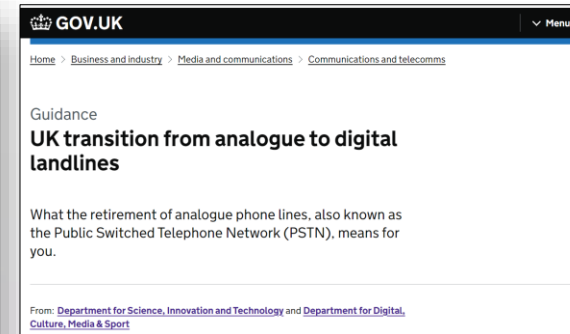 GOV.UK
Menu
Home > Business and industry > Media and communications > Communications and telecomms
Guidance
UK transition from analogue to digital
landlines
What the retirement of analogue phone lines, also known as
the Public Switched Telephone Network (PSTN), means for
you.
From: Department for Science, Innovation and Technology and Department for Digital,
Culture, Media & Sport